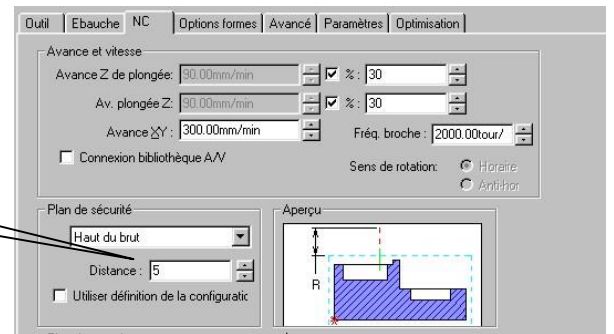 Outil Ebauche NC Options formes Avancé Paramètres Optimisation
Avance et vitesse
Avance Z de plongée: 90.00mm/min % : 30
Av. plongée Z: 90.00mm/min % : 30
Avance XY : 300.00mm/min Fréq. broche : 2000.00tour/
Connexion bibliothèque A/V
Sens de rotation: Horaire
Anti-hor
Plan de sécurité Aperçu
Haut du brut
Distance : 5
R
Utiliser définition de la configuratic